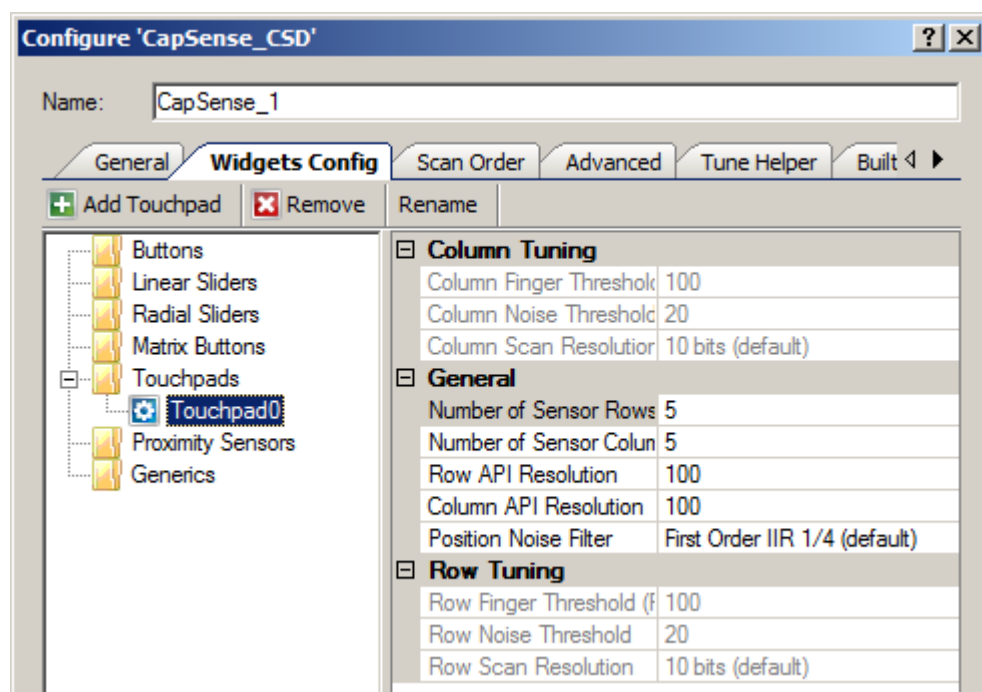 Configure 'CapSense_CSD'
Name: CapSense_1
General Widgets Config Scan Order Advanced Tune Helper Built
Add Touchpad Remove Rename
Buttons
Linear Sliders
Radial Sliders
Matrix Buttons
Touchpads
Touchpad0
Proximity Sensors
Generics
Column Tuning
Column Finger Threshold 100
Column Noise Threshold 20
Column Scan Resolution 10 bits (default)
General
Number of Sensor Rows 5
Number of Sensor Colum 5
Row API Resolution 100
Column API Resolution 100
Position Noise Filter First Order IIR 1/4 (default)
Row Tuning
Row Finger Threshold (F 100
Row Noise Threshold 20
Row Scan Resolution 10 bits (default)